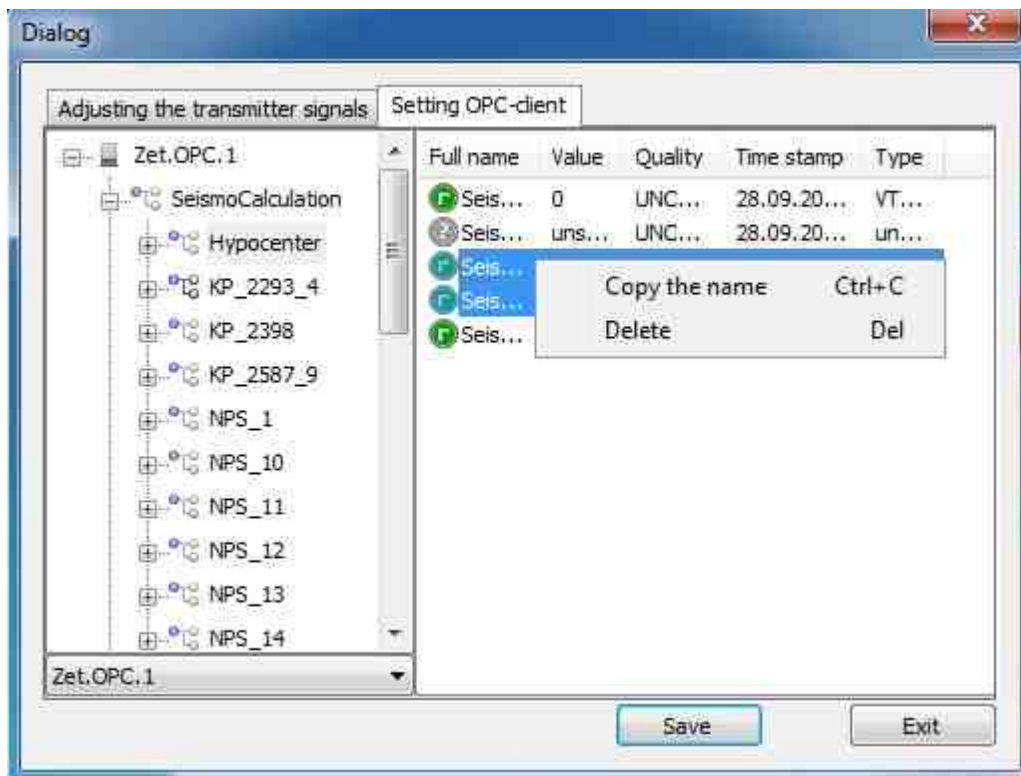 Dialog
Adjusting the transmitter signals Setting OPC-client
Zet.OPC.1
SeismoCalculation
Hypocenter
KP_2293_4
KP_2398
KP_2587_9
NPS_1
NPS_10
NPS_11
NPS_12
NPS_13
NPS_14
Zet.OPC.1
Full name Value Quality Time stamp Type
Seis... 0 UNC... 28.09.20... VT...
Seis... uns... UNC... 28.09.20... un...
Seis...
Seis...
Seis...
Copy the name Ctrl+C
Delete Del
Save Exit